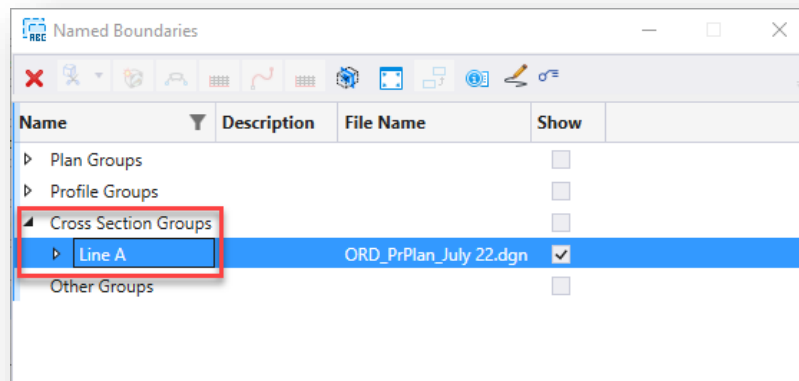 ABC Named Boundaries
Name Description File Name Show
Plan Groups
Profile Groups
Cross Section Groups
Line A ORD_PrPlan_July 22.dgn
Other Groups